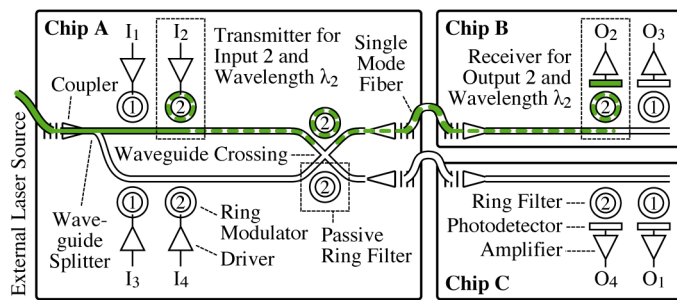 Chip A
I1
I2
Transmitter for
Input 2 and
Wavelength λ2
Single
Mode
Fiber
Chip B
O2
O3
Receiver for
Output 2 and
Wavelength λ2
Coupler
1
2
2
2
1
External Laser Source
Waveguide Crossing
Wave-
guide
Splitter
1
2
Ring
Modulator
Driver
I3
I4
2
Passive
Ring Filter
Ring Filter
Photodetector
Amplifier
2
1
Chip C
O4
O1